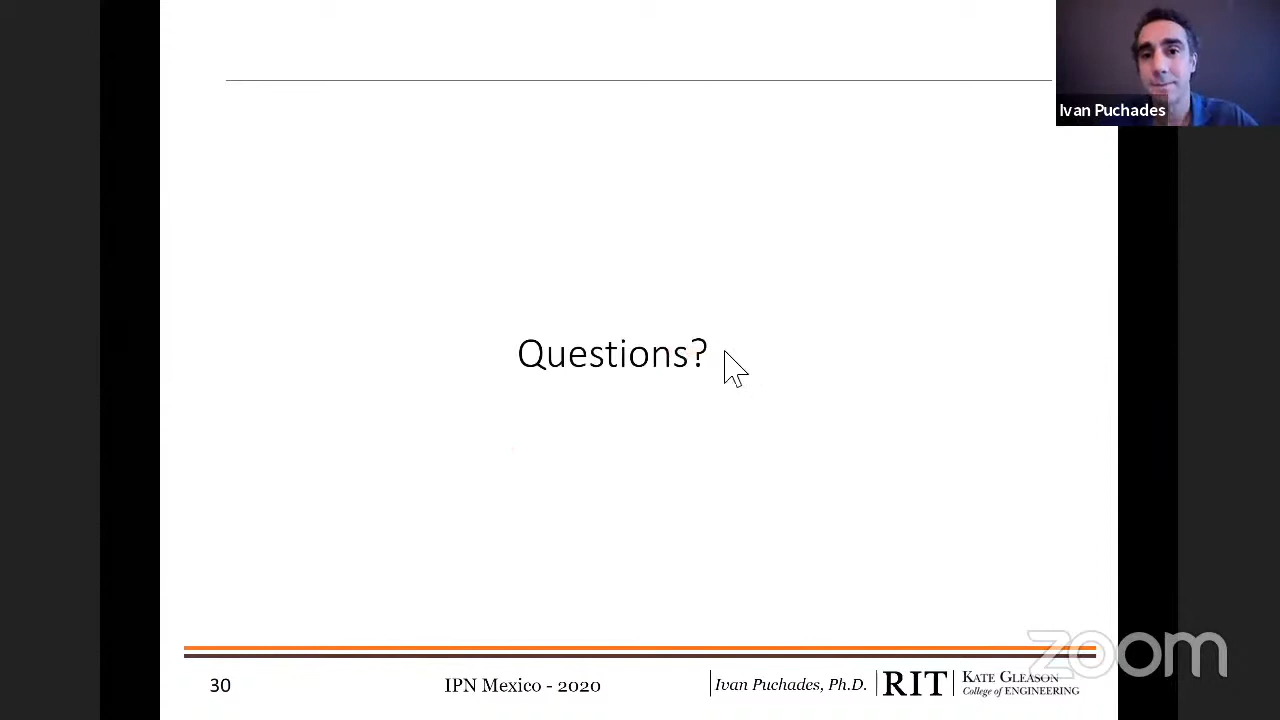 Ivan Puchades
Questions?
zoom
30
IPN Mexico - 2020
Ivan Puchades, Ph.D.
RIT
KATE GLEASON
College of ENGINEERING